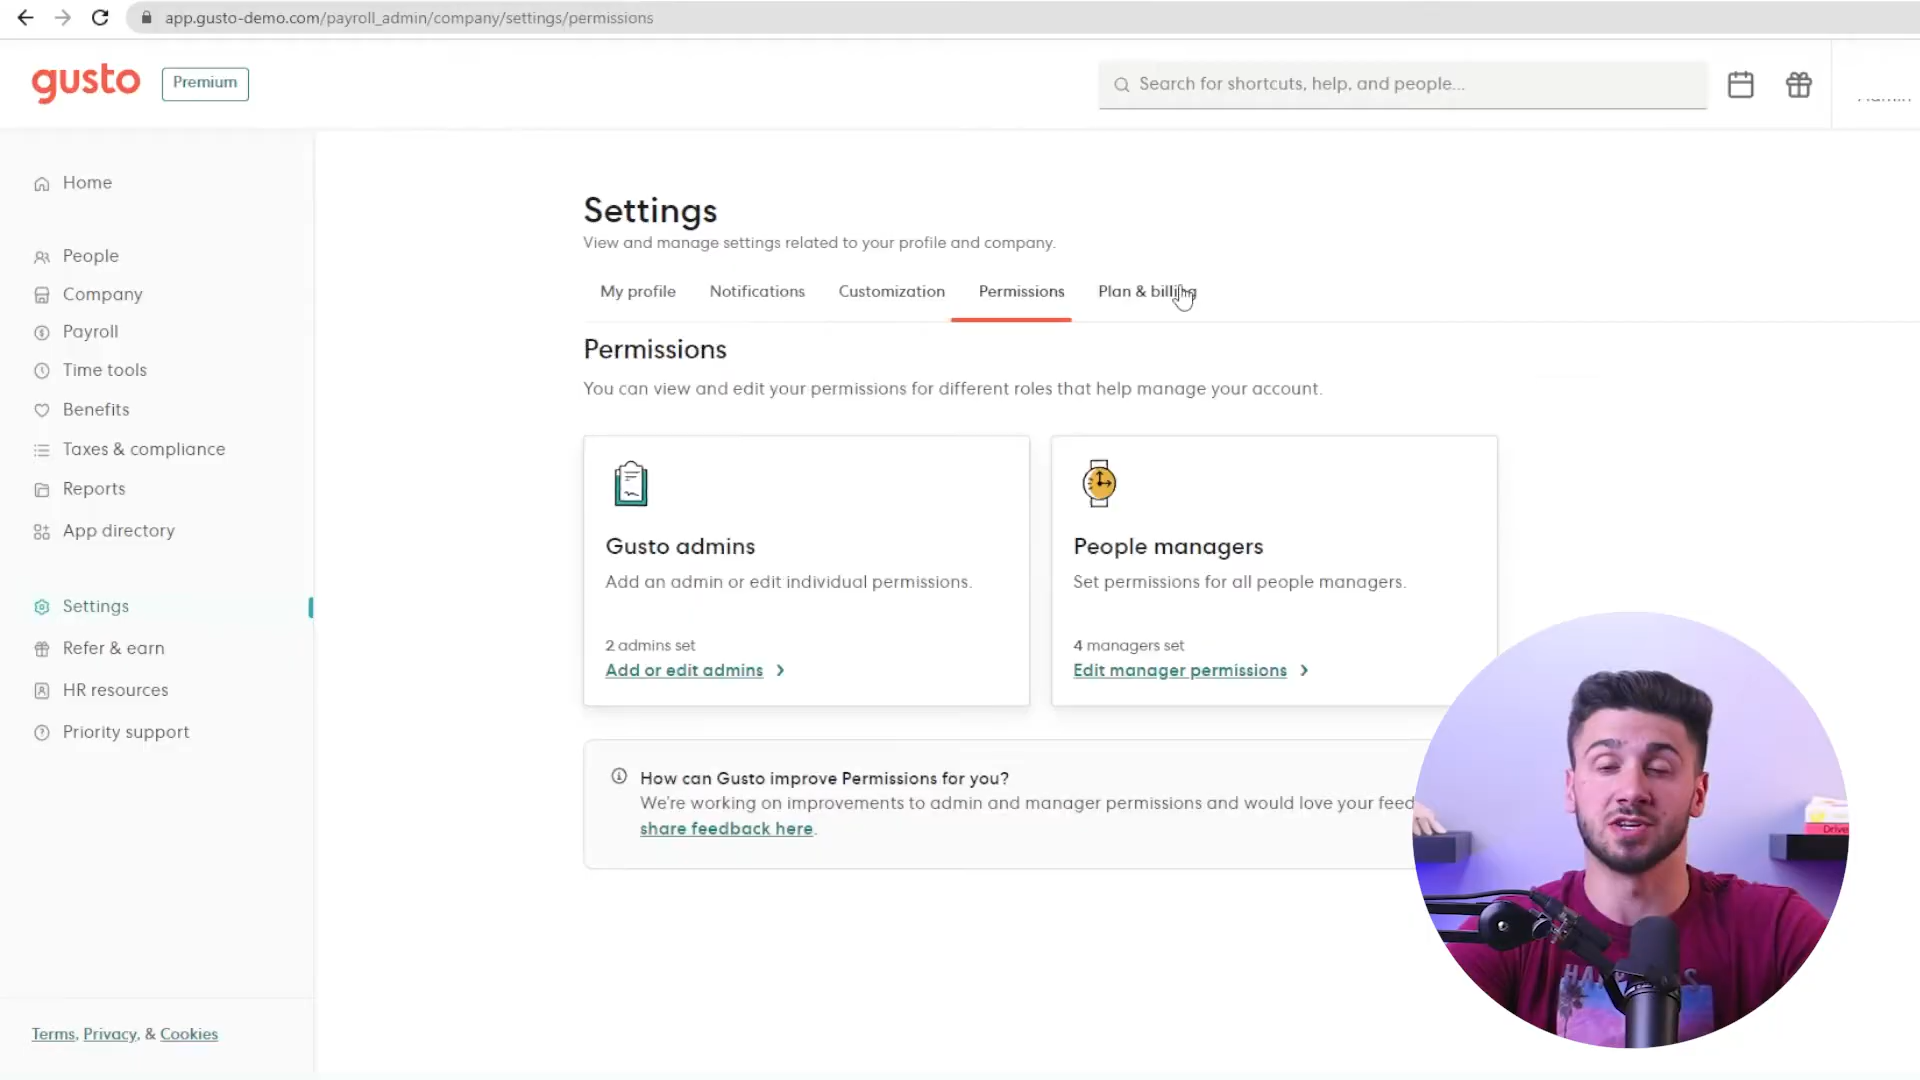 app.gusto-demo.com/payroll_admin/company/settings/permissions
gusto
Premium
Search for shortcuts, help, and people...
Home
People
Company
Payroll
Time tools
Benefits
Taxes & compliance
Reports
App directory
Settings
Refer & earn
HR resources
Priority support
Terms, Privacy, & Cookies
Settings
View and manage settings related to your profile and company.
My profile
Notifications
Customization
Permissions
Plan & billing
Permissions
You can view and edit your permissions for different roles that help manage your account.
Gusto admins
Add an admin or edit individual permissions.
2 admins set
Add or edit admins
People managers
Set permissions for all people managers.
4 managers set
Edit manager permissions
How can Gusto improve Permissions for you?
We're working on improvements to admin and manager permissions and would love your feed
share feedback here.
Drive